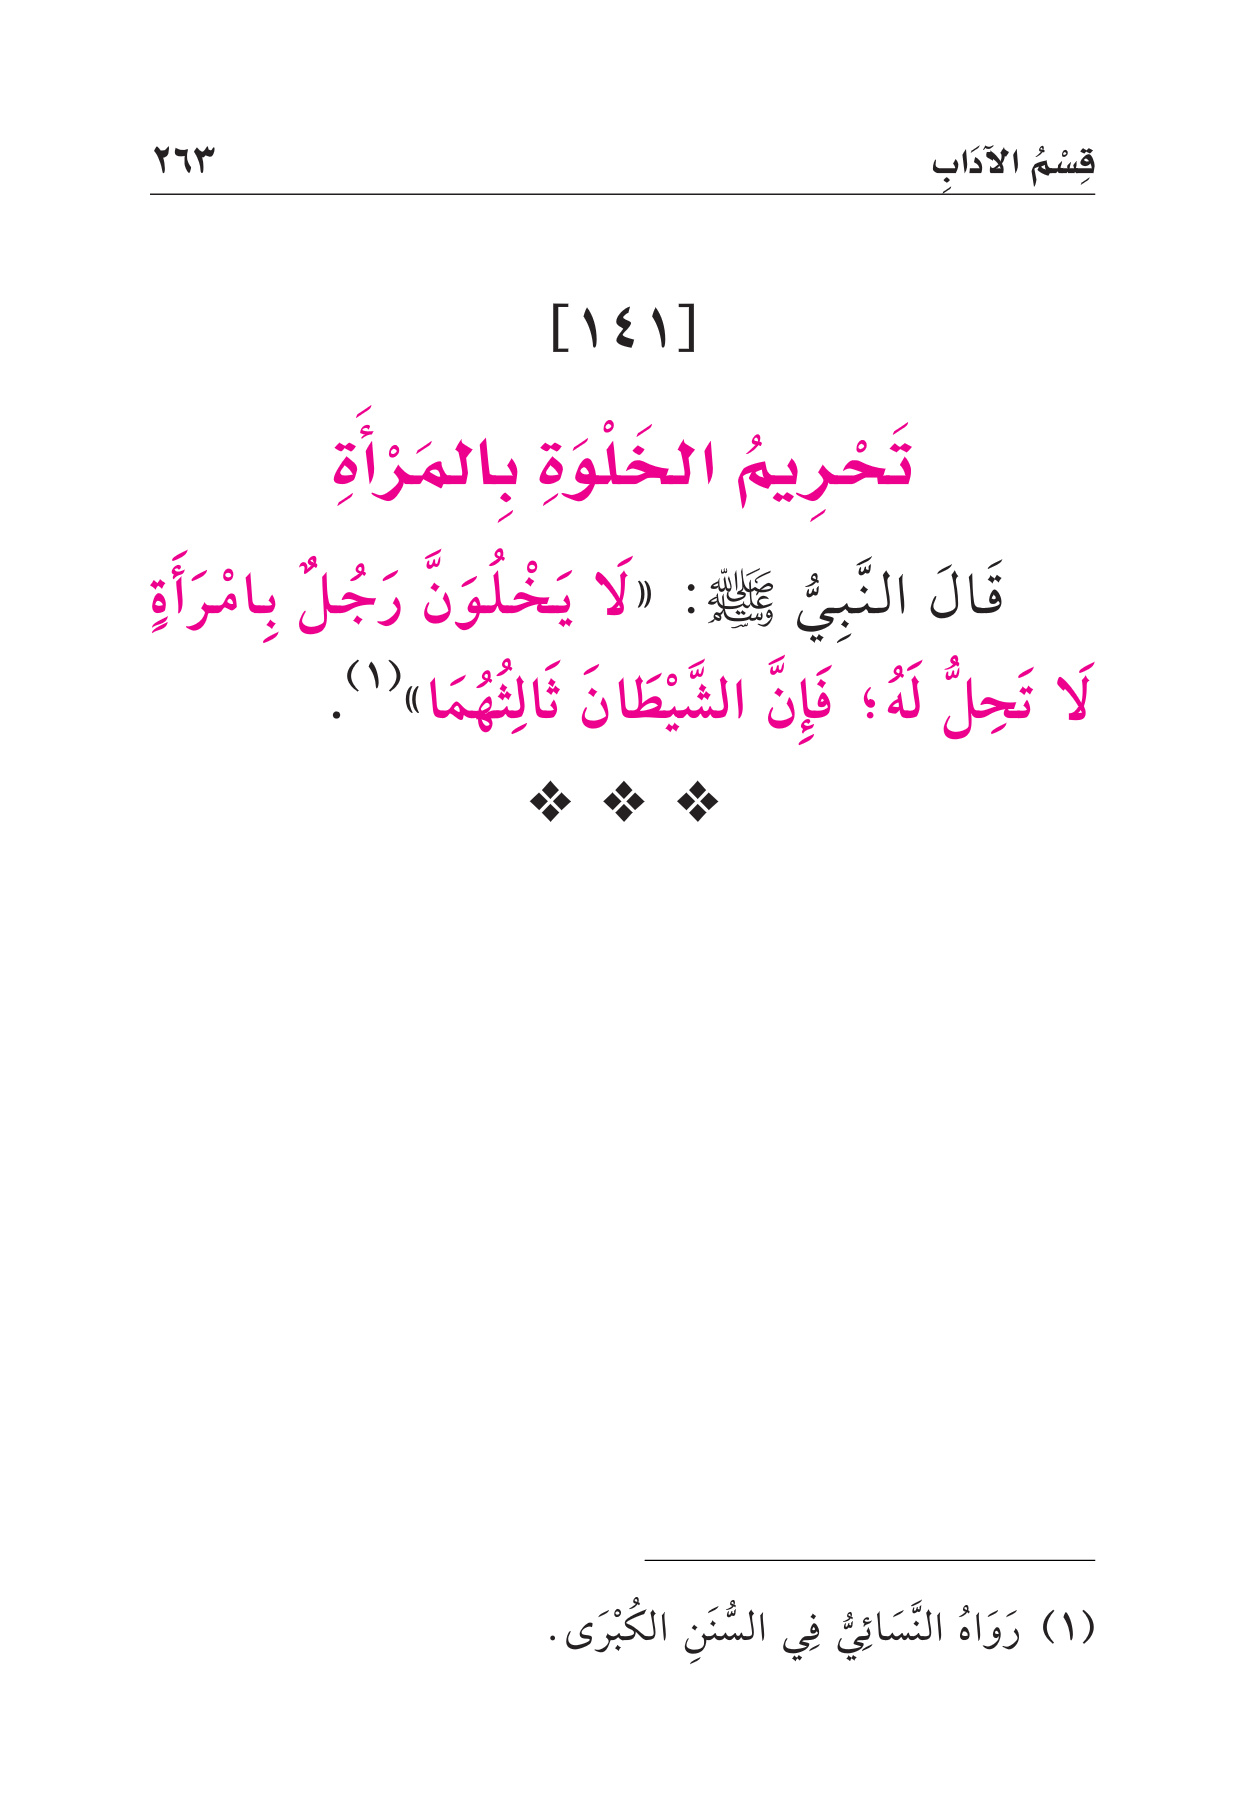 قِسْمُ الآدَابِ ٢٦٣
[١٤١]
تَحْرِيمُ الخَلْوَةِ بِالمَرْأَةِ
قَالَ النَّبِيُّ ﷺ: «لَا يَخْلُوَنَّ رَجُلٌ بِامْرَأَةٍ
لَا تَحِلُّ لَهُ؛ فَإِنَّ الشَّيْطَانَ ثَالِثُهُمَا»(١).
(١) رَوَاهُ النَّسَائِيُّ فِي السُّنَنِ الكُبْرَى.